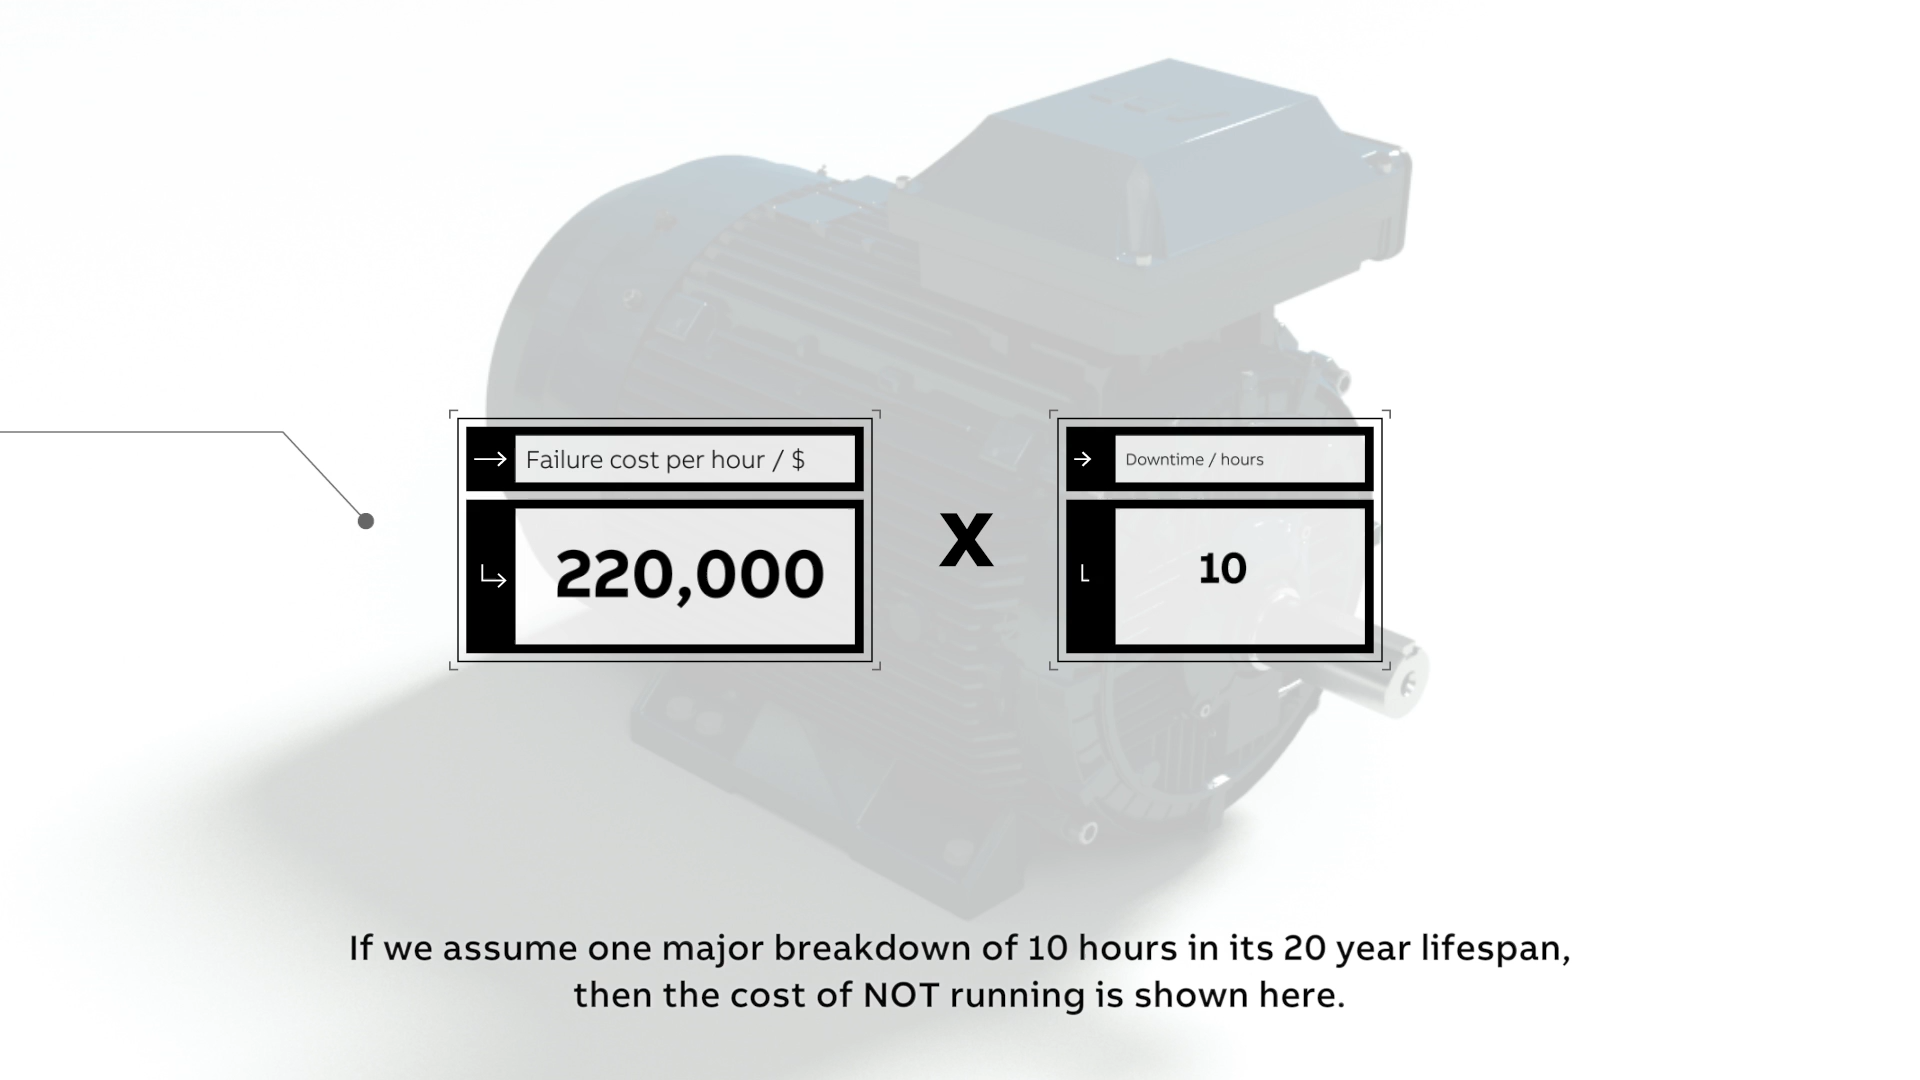 Failure cost per hour / $
220,000
X
Downtime / hours
10
If we assume one major breakdown of 10 hours in its 20 year lifespan,
then the cost of NOT running is shown here.